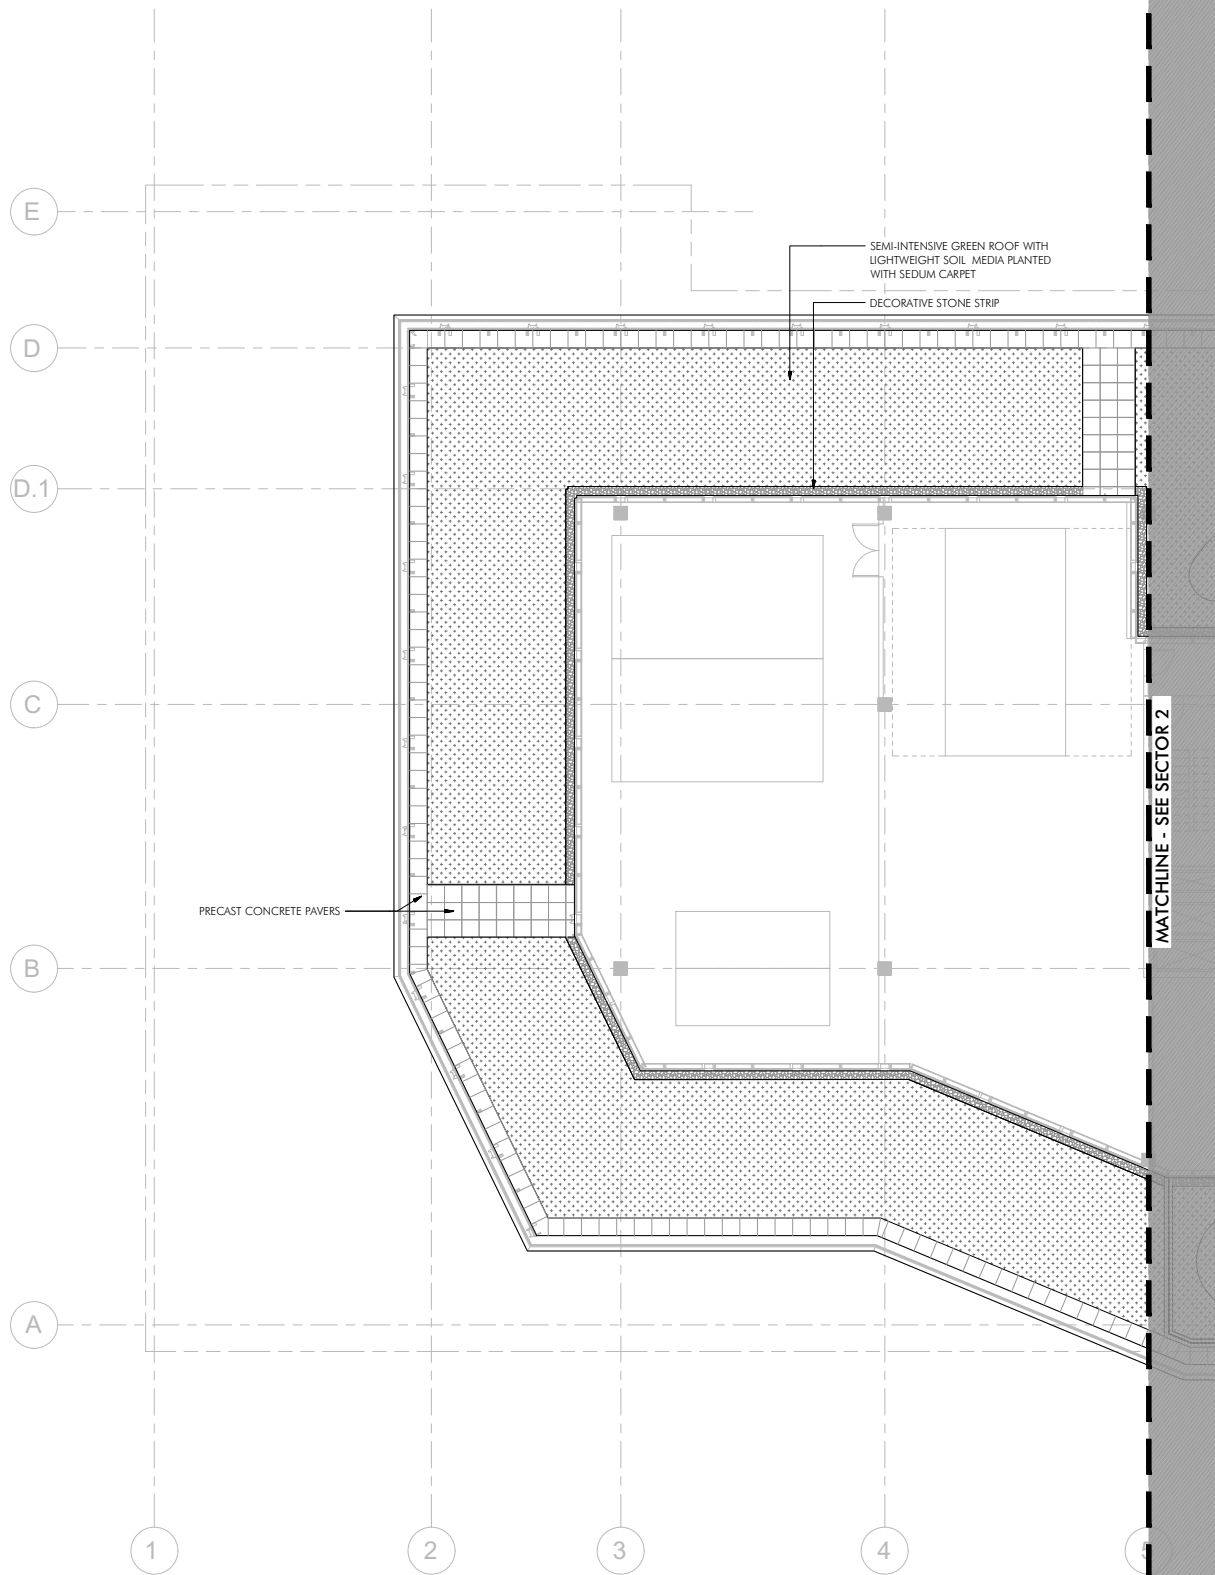 E
SEMI-INTENSIVE GREEN ROOF WITH
LIGHTWEIGHT SOIL MEDIA PLANTED
WITH SEDUM CARPET
DECORATIVE STONE STRIP
D
D.1
C
MATCHLINE - SEE SECTOR 2
PRECAST CONCRETE PAVERS
B
A
1
2
3
4
5